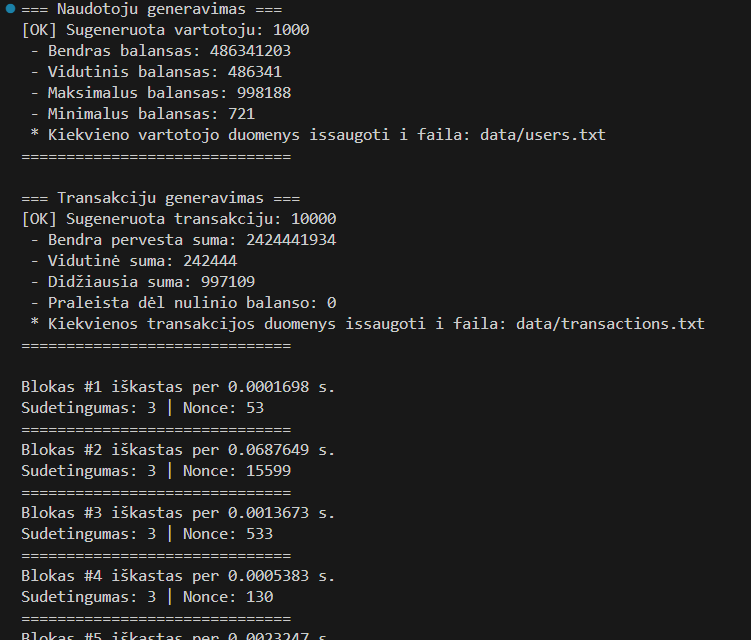 === Naudotoju generavimas ===
[OK] Sugeneruota vartotoju: 1000
- Bendras balansas: 486341203
- Vidutinis balansas: 486341
- Maksimalus balansas: 998188
- Minimalus balansas: 721
* Kiekvieno vartotojo duomenys issaugoti i faila: data/users.txt
==============================
=== Transakciju generavimas ===
[OK] Sugeneruota transakciju: 10000
- Bendra pervesta suma: 2424441934
- Vidutinė suma: 242444
- Didžiausia suma: 997109
- Praleista dėl nulinio balanso: 0
* Kiekvienos transakcijos duomenys issaugoti i faila: data/transactions.txt
==============================
Blokas #1 iškastas per 0.0001698 s.
Sudetingumas: 3 | Nonce: 53
==============================
Blokas #2 iškastas per 0.0687649 s.
Sudetingumas: 3 | Nonce: 15599
==============================
Blokas #3 iškastas per 0.0013673 s.
Sudetingumas: 3 | Nonce: 533
==============================
Blokas #4 iškastas per 0.0005383 s.
Sudetingumas: 3 | Nonce: 130
==============================
Blokas #5 iškastas per 0.0023247 s.